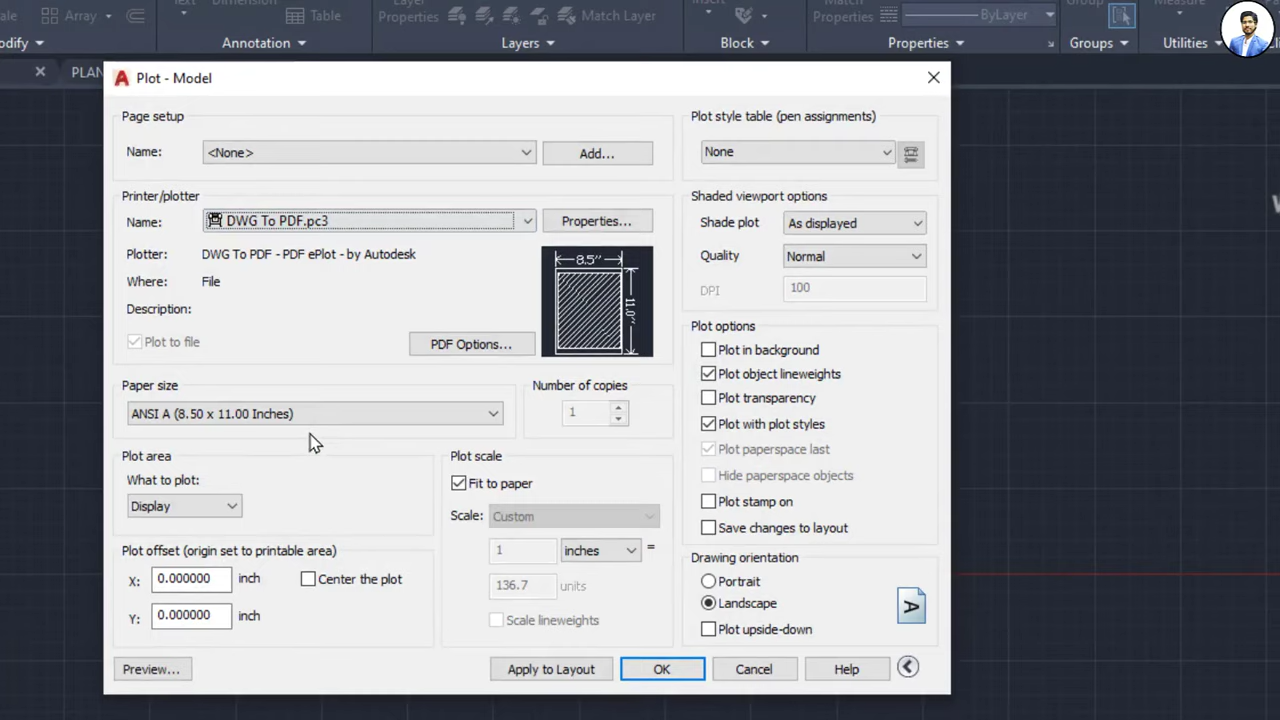 Array
Table
Properties
Match Layer
Match
Properties
ByLayer
odify
Annotation
Layers
Block
Properties
Groups
Utilities
PLAN
Plot - Model
Page setup
Name: <None> Add...
Plot style table (pen assignments)
None
Printer/plotter
Name: DWG To PDF.pc3 Properties...
Plotter: DWG To PDF - PDF ePlot - by Autodesk
Where: File
Description:
Plot to file
PDF Options...
8.5''
11.0''
Shaded viewport options
Shade plot As displayed
Quality Normal
DPI 100
Paper size
ANSI A (8.50 x 11.00 Inches)
Number of copies
1
Plot options
Plot in background
Plot object lineweights
Plot transparency
Plot with plot styles
Plot paperspace last
Hide paperspace objects
Plot stamp on
Save changes to layout
Plot area
What to plot:
Display
Plot scale
Fit to paper
Scale: Custom
1 inches =
136.7 units
Scale lineweights
Plot offset (origin set to printable area)
X: 0.000000 inch Center the plot
Y: 0.000000 inch
Drawing orientation
Portrait
Landscape
Plot upside-down
A
Preview... Apply to Layout OK Cancel Help